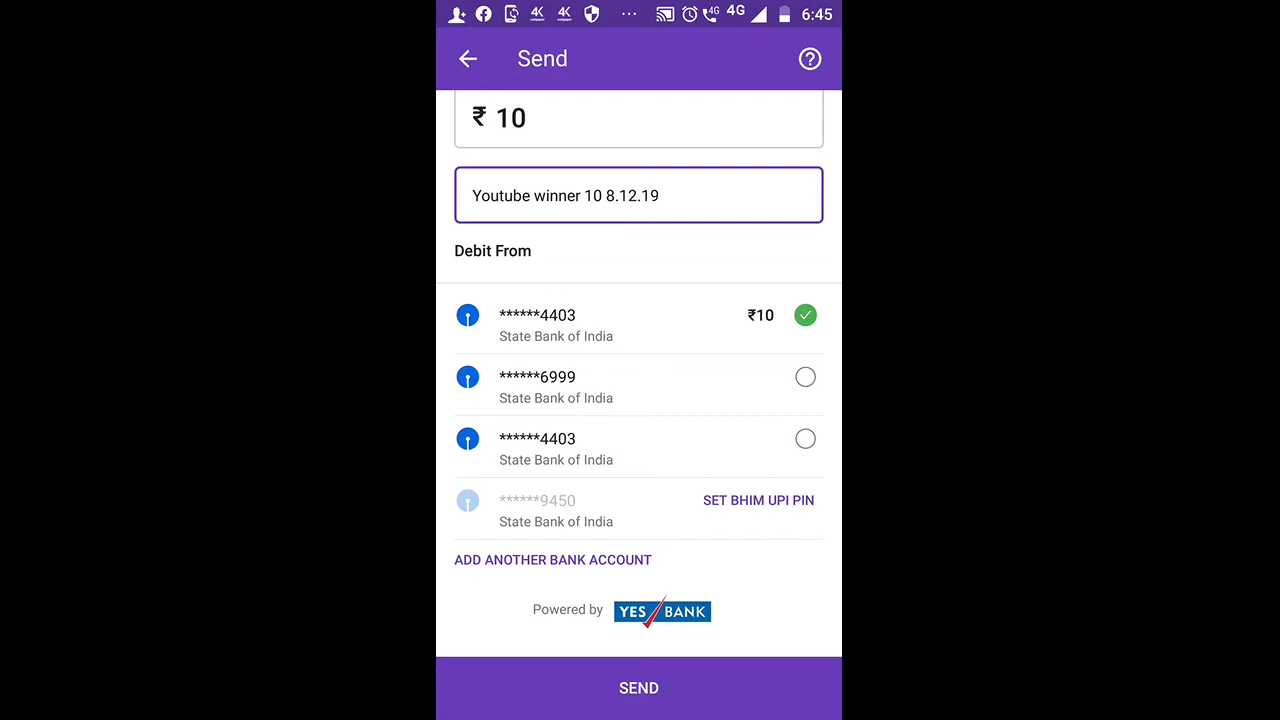 4K 4K ... 4G 4G 6:45
Send
₹ 10
Youtube winner 10 8.12.19
Debit From
******4403 ₹10
State Bank of India
******6999
State Bank of India
******4403
State Bank of India
******9450 SET BHIM UPI PIN
State Bank of India
ADD ANOTHER BANK ACCOUNT
Powered by YES BANK
SEND